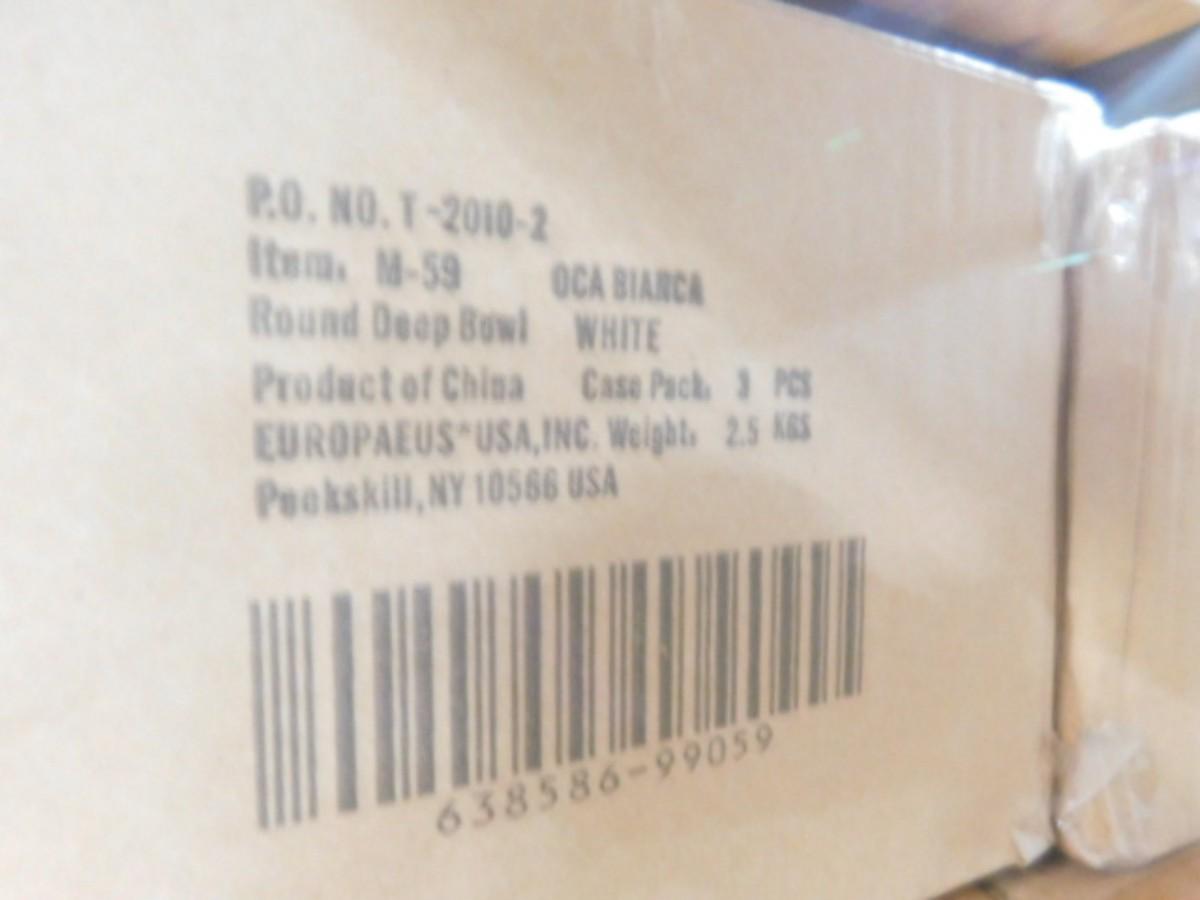 P.O. NO. T-2010-2
Item: M-59 OCA BIANCA
Round Deep Bowl WHITE
Product of China Case Pack: 3 PCS
EUROPAEUS* USA, INC. Weight: 2.5 KGS
Peekskill, NY 10566 USA
638586-99059